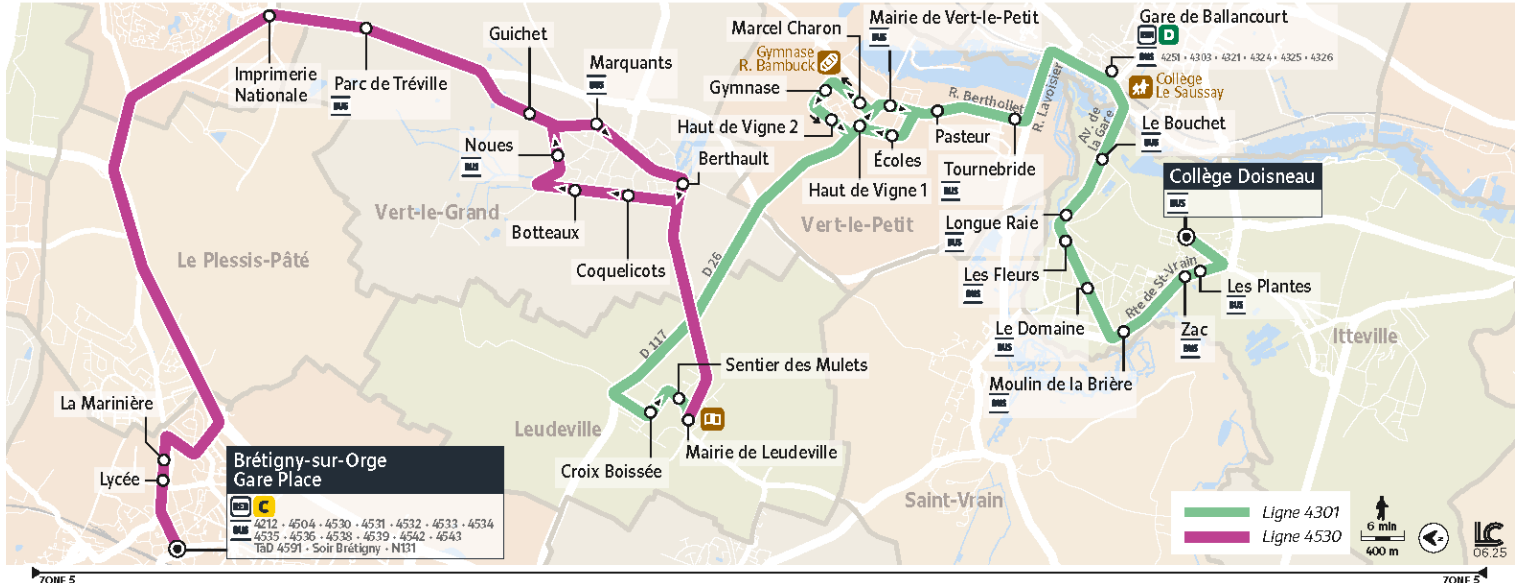 Imprimerie
Nationale
Parc de Tréville
BUS
Guichet
Marquants
BUS
Noues
BUS
Botteaux
Coquelicots
Berthault
Vert-le-Grand
Le Plessis-Pâté
La Marinière
Lycée
Brétigny-sur-Orge
Gare Place
RER C
BUS
4212 · 4504 · 4530 · 4531 · 4532 · 4533 · 4534
4535 · 4536 · 4538 · 4539 · 4542 · 4543
TàD 4591 · Soir Brétigny · N131
Marcel Charon
Gymnase
R. Bambuck
Gymnase
Haut de Vigne 2
Mairie de Vert-le-Petit
BUS
Écoles
Haut de Vigne 1
Pasteur
R. Berthollet
Tournebride
BUS
R. Lavoisier
Vert-le-Petit
Gare de Ballancourt
RER D
BUS
4251 · 4303 · 4321 · 4324 · 4325 · 4326
Collège
Le Saussay
Av. de
La Gare
Le Bouchet
BUS
Collège Doisneau
BUS
Longue Raie
BUS
Les Fleurs
BUS
Le Domaine
BUS
Moulin de la Brière
BUS
Rte de St-Vrain
Zac
BUS
Les Plantes
BUS
Itteville
D 26
D 117
Sentier des Mulets
Leudeville
Croix Boissée
Mairie de Leudeville
Saint-Vrain
Ligne 4301
Ligne 4530
6 min
400 m
Z
LC
06.25
ZONE 5
ZONE 5